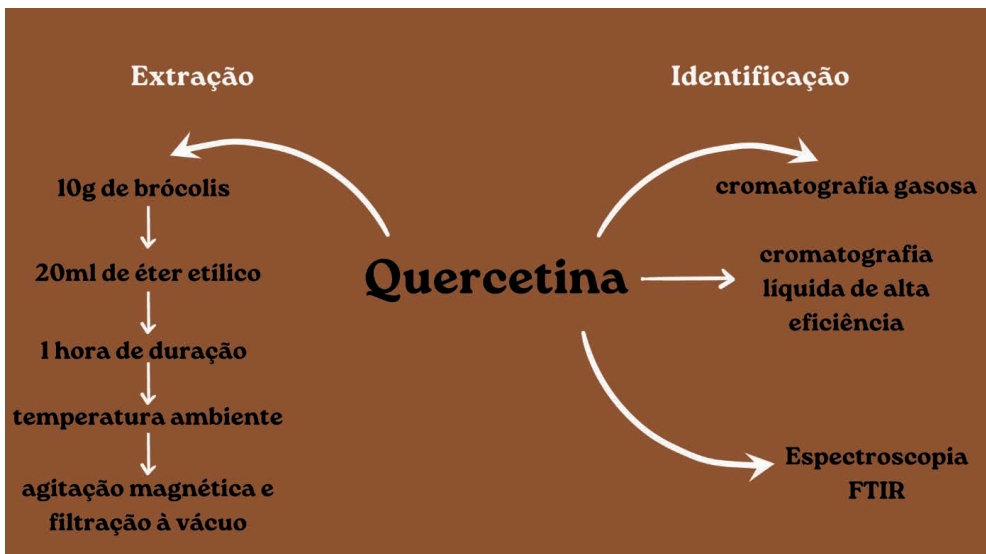 Extração
10g de brócolis
20ml de éter etílico
1 hora de duração
temperatura ambiente
agitação magnética e
filtração à vácuo
Quercetina
Identificação
cromatografia gasosa
cromatografia
líquida de alta
eficiência
Espectroscopia
FTIR